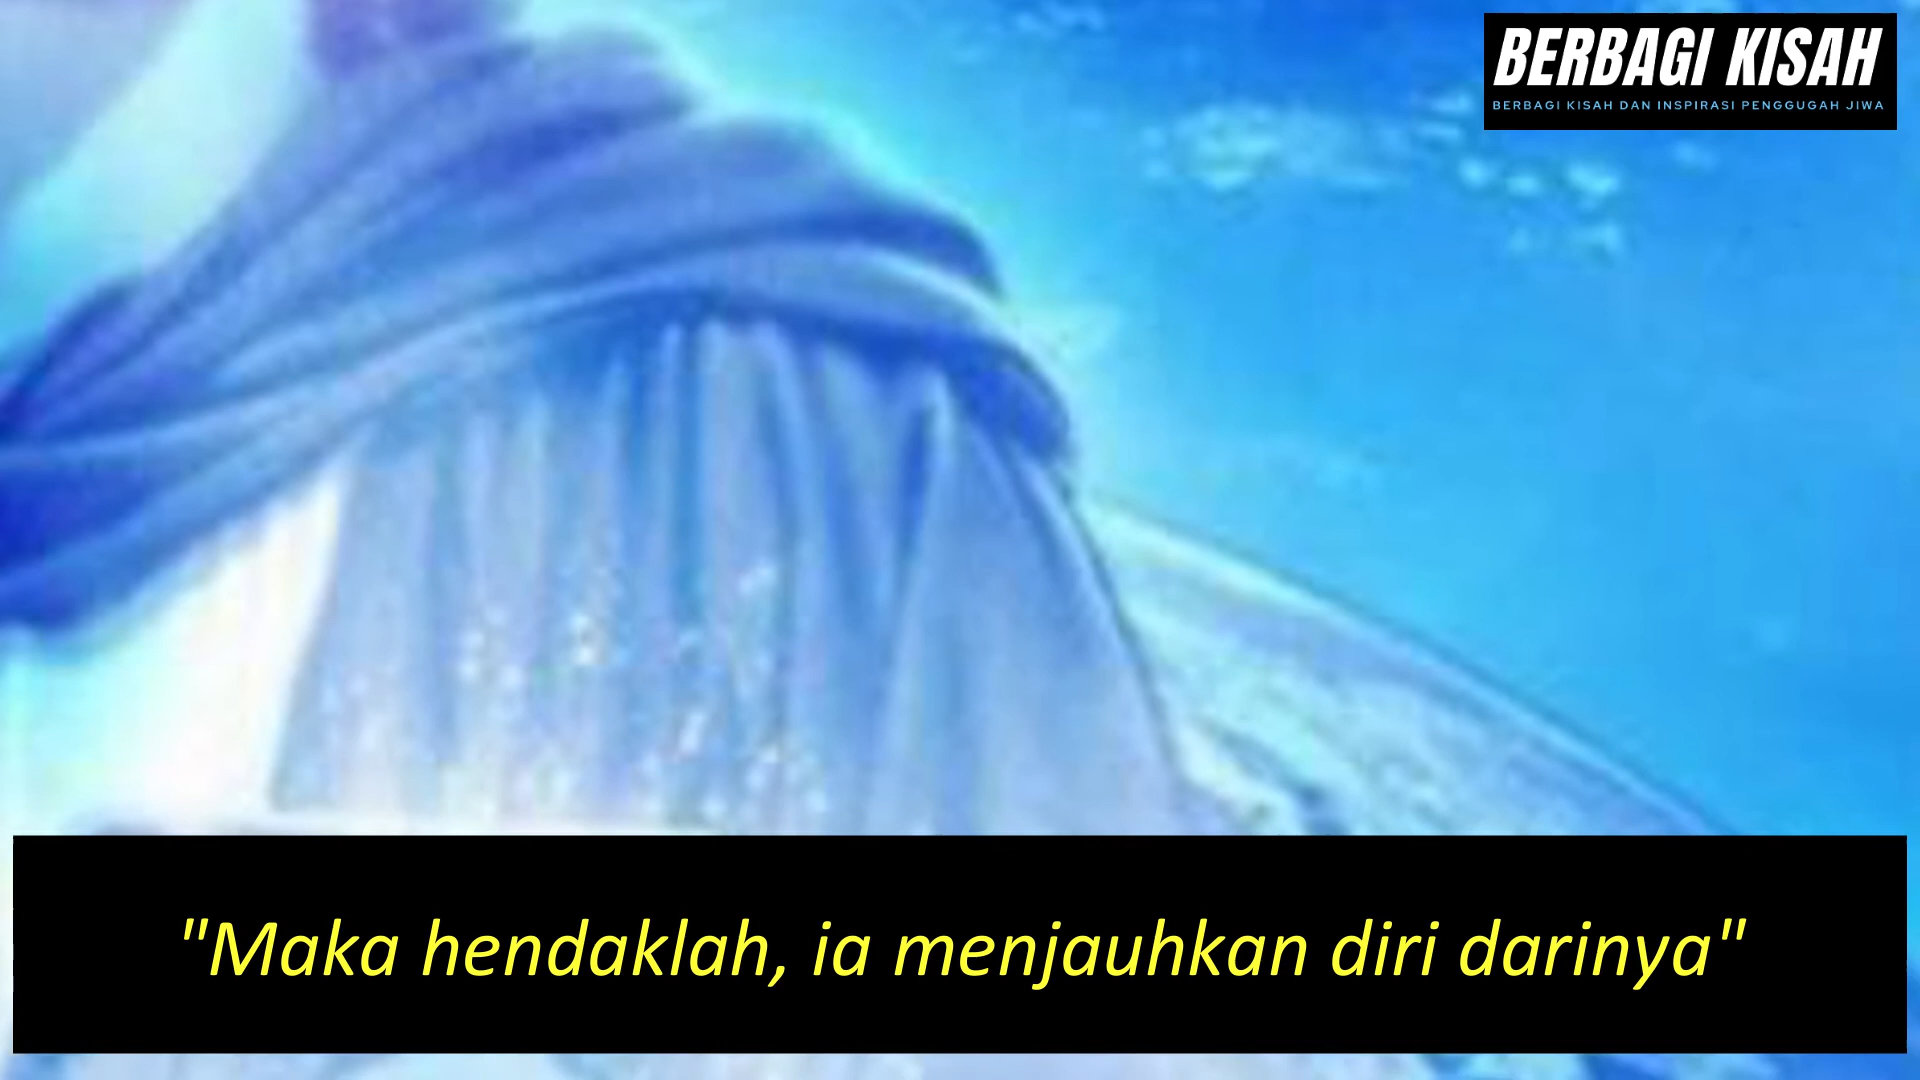 BERBAGI KISAH
BERBAGI KISAH DAN INSPIRASI PENGGUGAH JIWA
"Maka hendaklah, ia menjauhkan diri darinya"